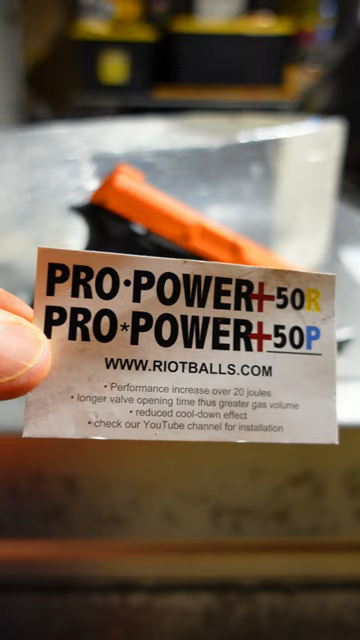 PRO·POWER+50R
PRO*POWER+50P
WWW.RIOTBALLS.COM
• Performance increase over 20 joules
• longer valve opening time thus greater gas volume
• reduced cool-down effect
• check our YouTube channel for installation